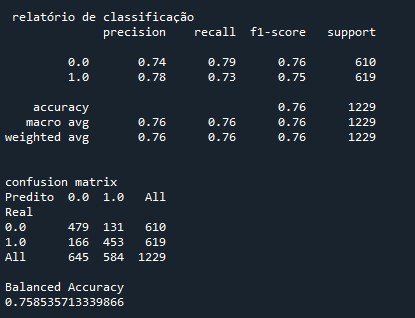 relatório de classificação
precision recall f1-score support
0.0 0.74 0.79 0.76 610
1.0 0.78 0.73 0.75 619
accuracy 0.76 1229
macro avg 0.76 0.76 0.76 1229
weighted avg 0.76 0.76 0.76 1229
confusion matrix
Predito 0.0 1.0 All
Real
0.0 479 131 610
1.0 166 453 619
All 645 584 1229
Balanced Accuracy
0.758535713339866